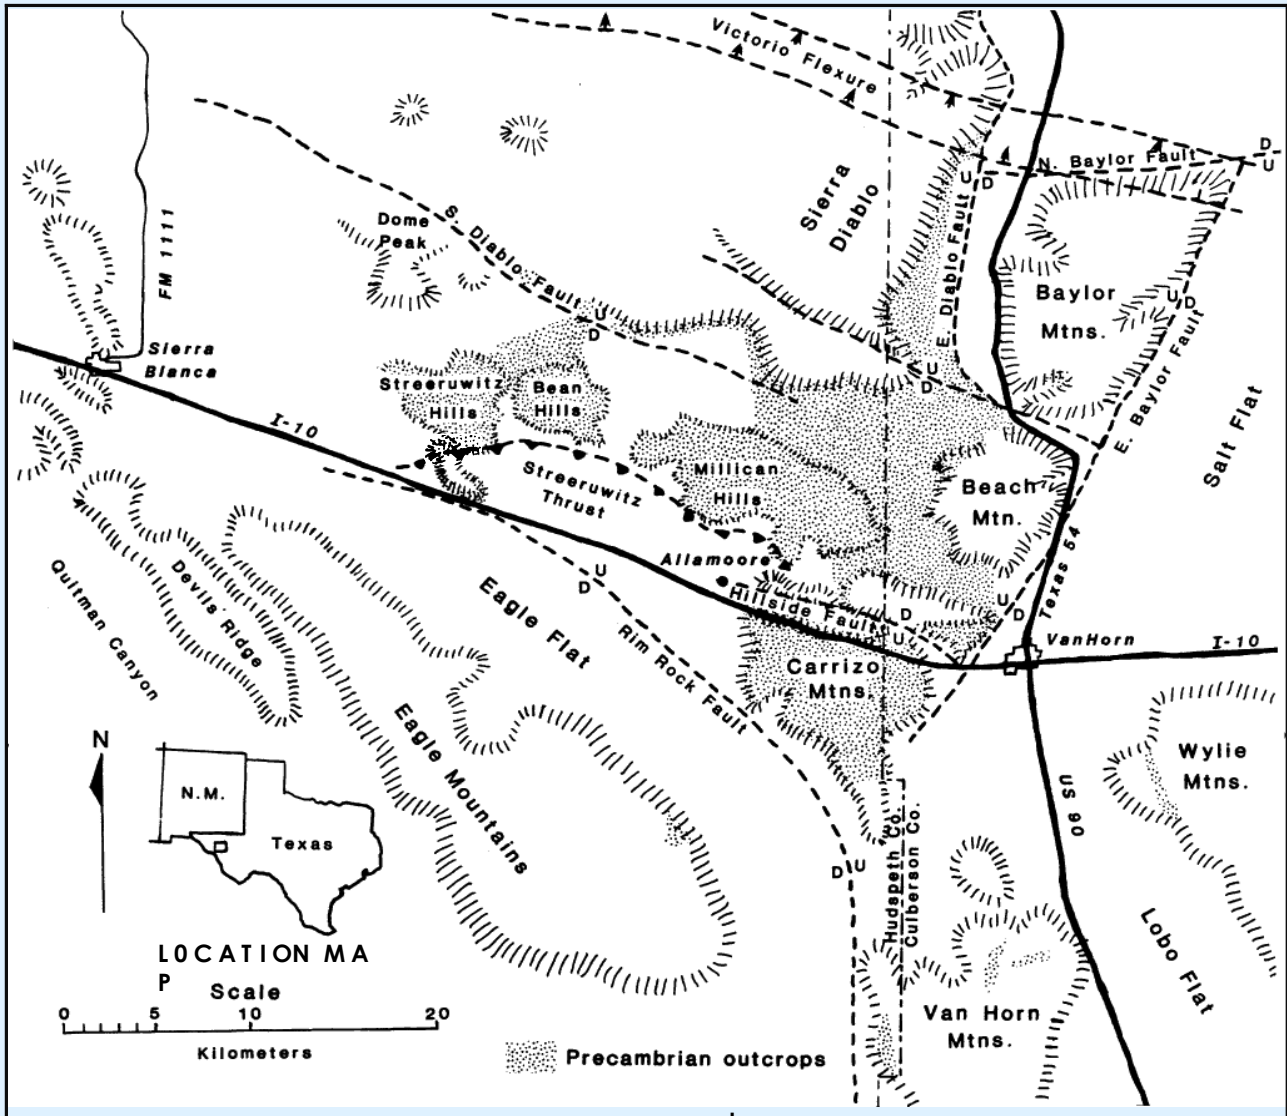 Victorio Flexure
N. Baylor Fault
D
U
Sierra
Diablo
U
D
FM 1111
Dome
Peak
S. Diablo Fault
E. Diablo Fault
Baylor
Mtns.
U
D
U
D
Sierra
Blanca
E. Baylor Fault
U
D
Salt Flat
Streeruwitz
Hills
Bean
Hills
I-10
Streeruwitz
Thrust
Millican
Hills
Beach
Mtn.
Allamoore
Texas 54
Quitman Canyon
Devils' Ridge
Eagle Flat
U
D
Hillside Fault
D
U
U
D
Rim Rock Fault
VanHorn
I-10
Carrizo
Mtns.
Eagle Mountains
N
N.M.
Texas
Wylie
Mtns.
US 90
Hudspeth Co.
Culberson Co.
D U
L0CATION MA
P
Scale
0 5 10 20
Kilometers
Precambrian outcrops
Van Horn
Mtns.
Lobo Flat